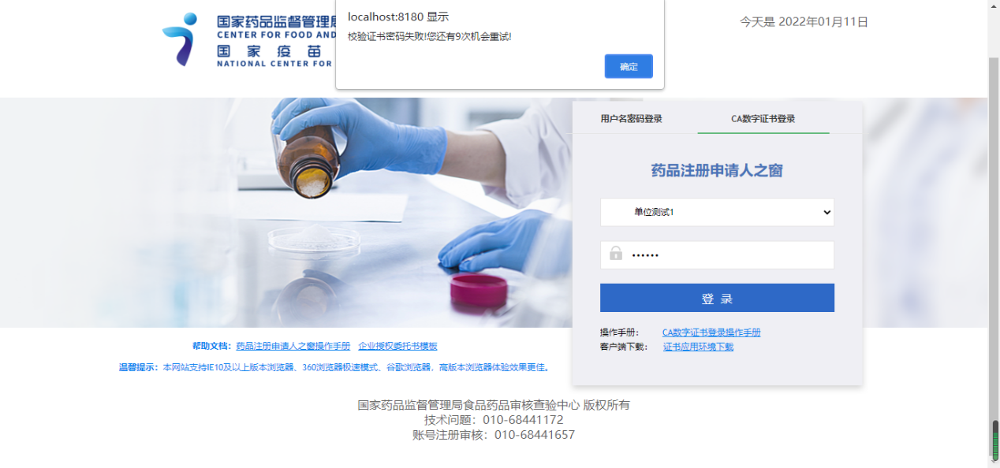 localhost:8180 显示
校验证书密码失败!您还有9次机会重试!
确定
国家药品监督管理局
CENTER FOR FOOD AND
国 家 疫 苗
NATIONAL CENTER FOR
今天是 2022年01月11日
用户名密码登录 CA数字证书登录
药品注册申请人之窗
单位测试1
••••••
登 录
操作手册： CA数字证书登录操作手册
客户端下载： 证书应用环境下载
帮助文档：药品注册申请人之窗操作手册 企业授权委托书模板
温馨提示：本网站支持IE10及以上版本浏览器、360浏览器极速模式、谷歌浏览器，高版本浏览器体验效果更佳。
国家药品监督管理局食品药品审核查验中心 版权所有
技术问题：010-68441172
账号注册审核：010-68441657